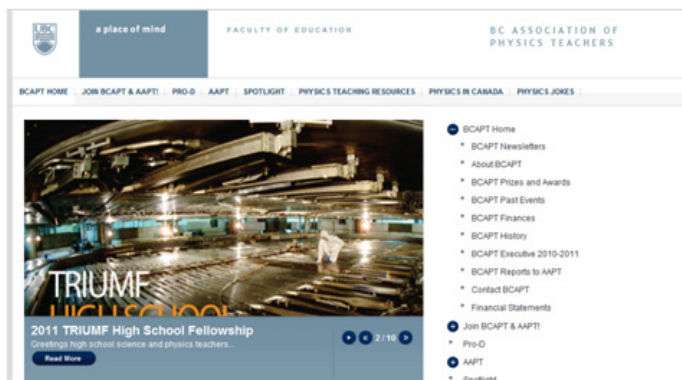 UBC
a place of mind
FACULTY OF EDUCATION
BC ASSOCIATION OF
PHYSICS TEACHERS
BCAPT HOME
JOIN BCAPT & AAPT!
PRO-D
AAPT
SPOTLIGHT
PHYSICS TEACHING RESOURCES
PHYSICS IN CANADA
PHYSICS JOKES
TRIUMF
HIGH SCHOOL
2011 TRIUMF High School Fellowship
Greetings high school science and physics teachers...
Read More
2 / 10
BCAPT Home
BCAPT Newsletters
About BCAPT
BCAPT Prizes and Awards
BCAPT Past Events
BCAPT Finances
BCAPT History
BCAPT Executive 2010-2011
BCAPT Reports to AAPT
Contact BCAPT
Financial Statements
Join BCAPT & AAPT!
Pro-D
AAPT
Spotlight